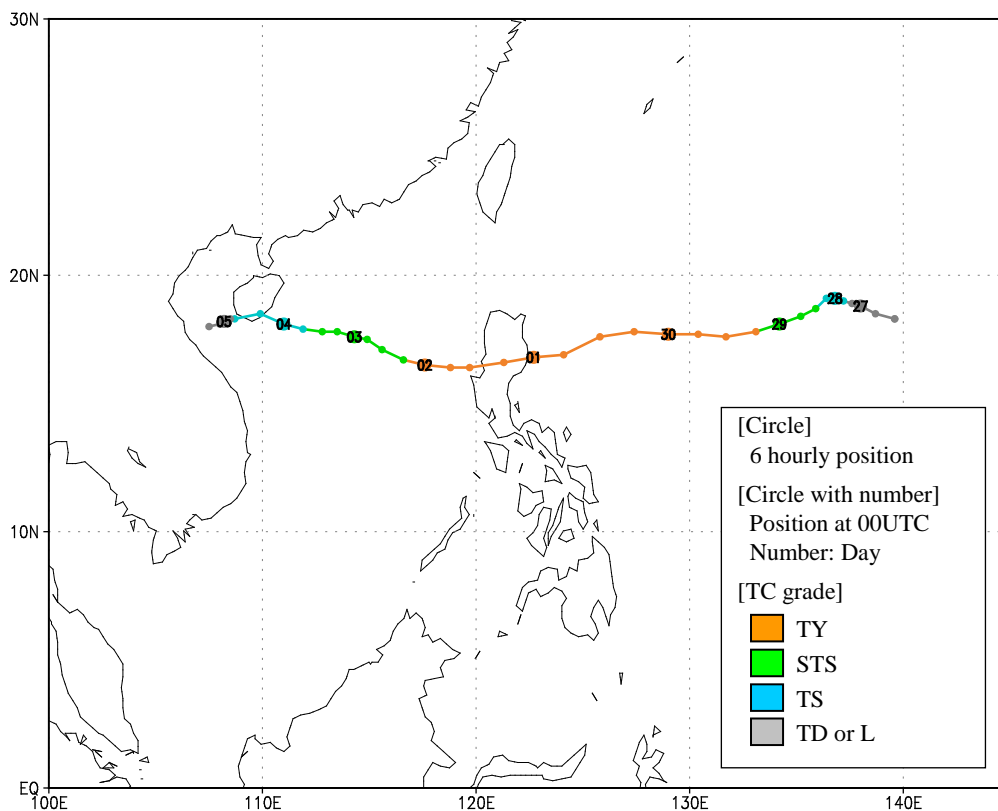 30N
20N
10N
EQ
100E 110E 120E 130E 140E
05 04 03 02 01 30 29 28 27
[Circle]
6 hourly position
[Circle with number]
Position at 00UTC
Number: Day
[TC grade]
TY
STS
TS
TD or L